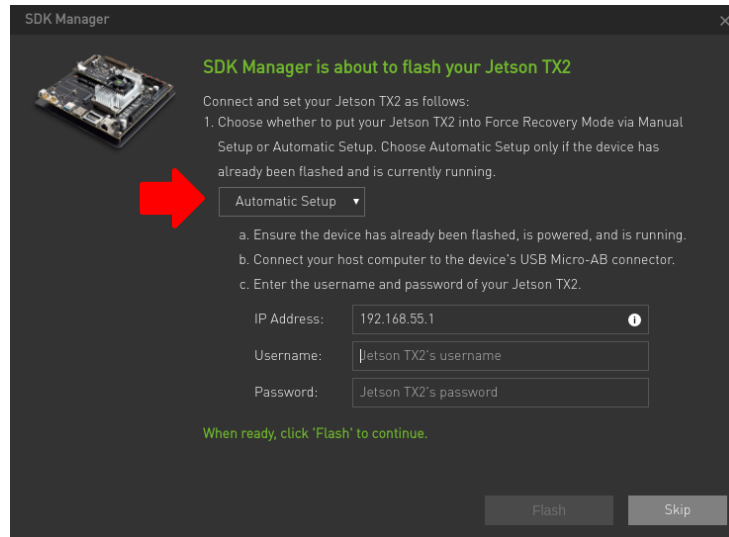 SDK Manager
SDK Manager is about to flash your Jetson TX2
Connect and set your Jetson TX2 as follows:
1. Choose whether to put your Jetson TX2 into Force Recovery Mode via Manual
Setup or Automatic Setup. Choose Automatic Setup only if the device has
already been flashed and is currently running.
Automatic Setup
a. Ensure the device has already been flashed, is powered, and is running.
b. Connect your host computer to the device's USB Micro-AB connector.
c. Enter the username and password of your Jetson TX2.
IP Address: 192.168.55.1
Username: Jetson TX2's username
Password: Jetson TX2's password
When ready, click 'Flash' to continue.
Flash Skip